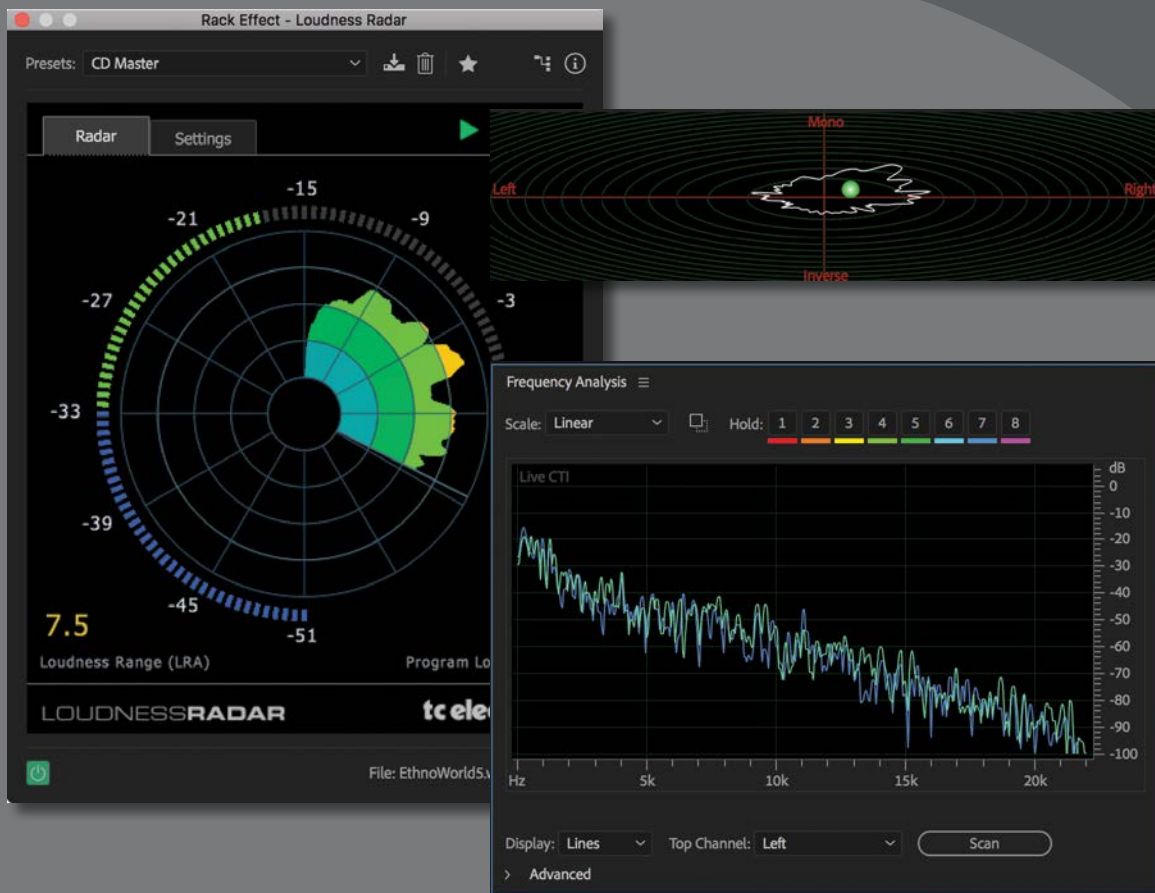 Rack Effect - Loudness Radar
Presets: CD Master
Radar
Settings
-15
-21
-9
-27
-3
-33
-39
-45
-51
7.5
Loudness Range (LRA)
Program Lo
LOUDNESSRADAR
tc ele
File: EthnoWorld5.
Mono
Left
Right
Inverse
Frequency Analysis
Scale: Linear
Hold: 1 2 3 4 5 6 7 8
Live CTI
dB
0
-10
-20
-30
-40
-50
-60
-70
-80
-90
-100
Hz 5k 10k 15k 20k
Display: Lines
Top Channel: Left
Scan
Advanced